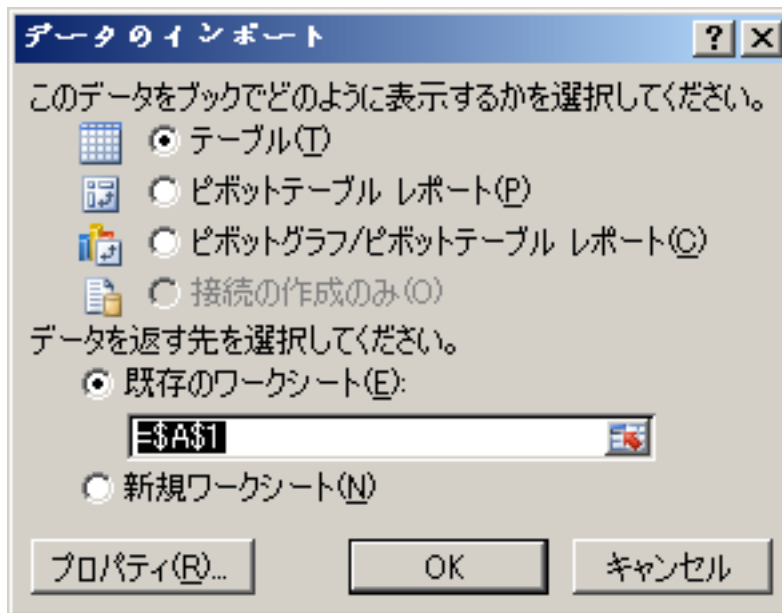 データのインポート
このデータをブックでどのように表示するかを選択してください。
テーブル(T)
ピボットテーブル レポート(P)
ピボットグラフ/ピボットテーブル レポート(C)
接続の作成のみ(O)
データを返す先を選択してください。
既存のワークシート(E):
=$A$1
新規ワークシート(N)
プロパティ(R)... OK キャンセル